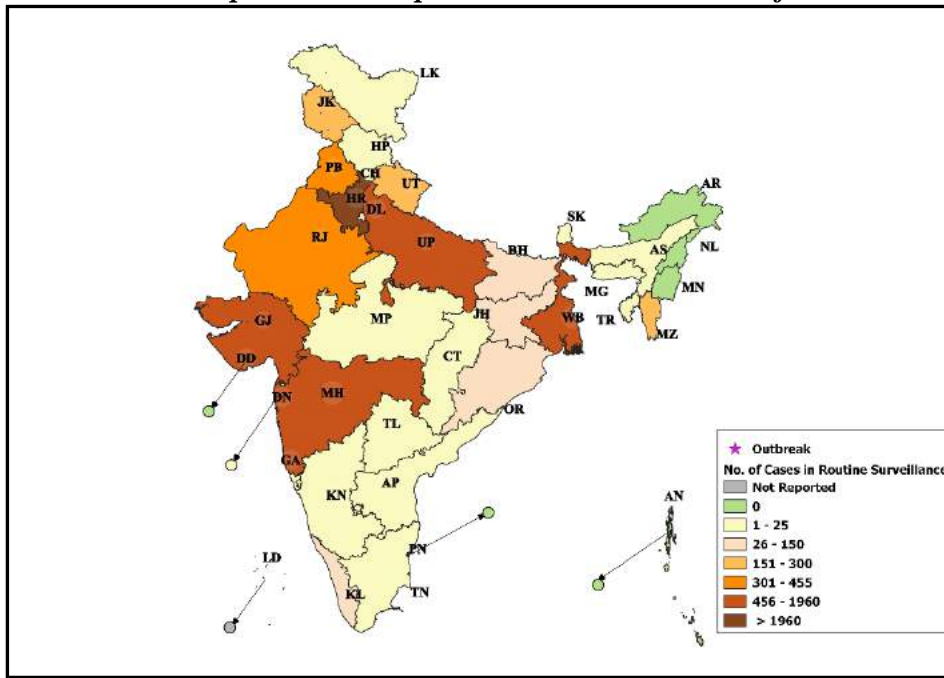 LK
JK
HP
PB
CH
UT
HR
DL
AR
SK
RJ
UP
BH
AS
NL
MG
MN
GJ
MP
JH
WB
TR
MZ
DD
CT
DN
MH
OR
TL
GA
KN
AP
AN
PN
LD
KL
TN
Outbreak
No. of Cases in Routine Surveillance
Not Reported
0
1 - 25
26 - 150
151 - 300
301 - 455
456 - 1960
> 1960